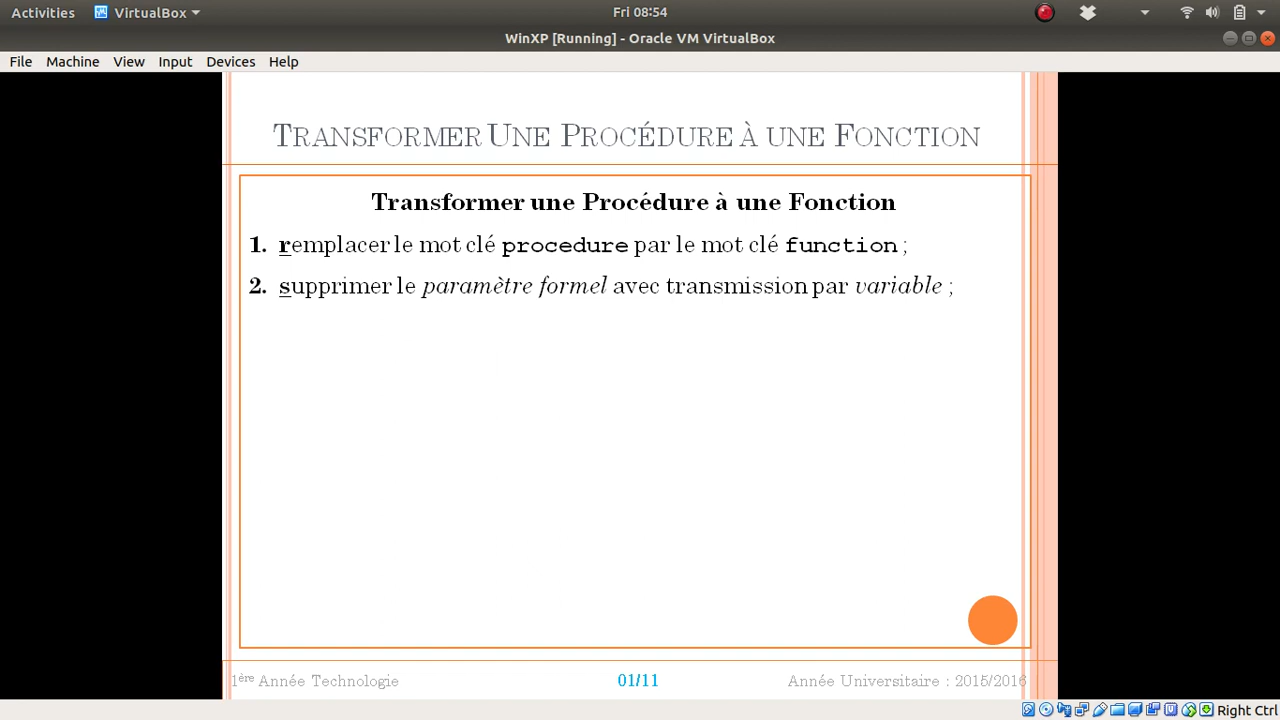 Activities VirtualBox Fri 08:54
WinXP [Running] - Oracle VM VirtualBox
File Machine View Input Devices Help
TRANSFORMER UNE PROCÉDURE À UNE FONCTION
Transformer une Procédure à une Fonction
1. remplacer le mot clé procedure par le mot clé function ;
2. supprimer le paramètre formel avec transmission par variable ;
1ère Année Technologie 01/11 Année Universitaire : 2015/2016
Right Ctrl